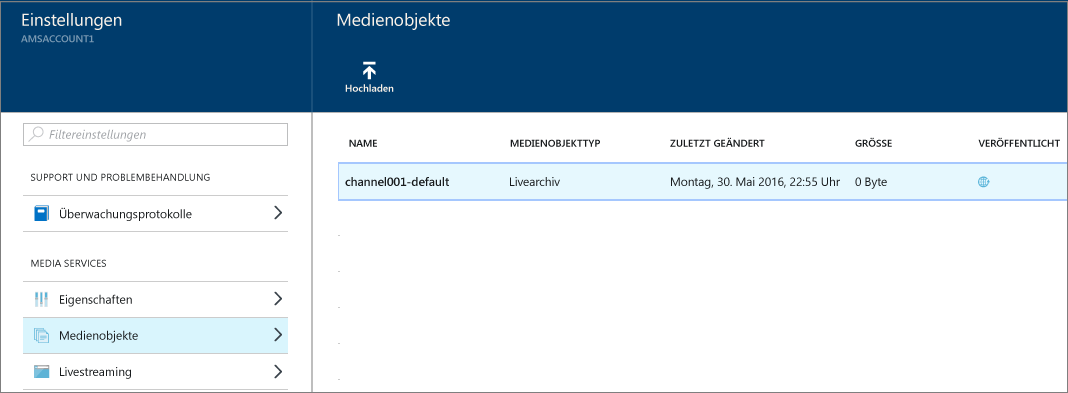 Einstellungen
AMSACCOUNT1
Filtereinstellungen
SUPPORT UND PROBLEMBEHANDLUNG
Überwachungsprotokolle
MEDIA SERVICES
Eigenschaften
Medienobjekte
Livestreaming
Medienobjekte
Hochladen
NAME MEDIENOBJEKTTYP ZULETZT GEÄNDERT GRÖSSE VERÖFFENTLICHT
channel001-default Livearchiv Montag, 30. Mai 2016, 22:55 Uhr 0 Byte